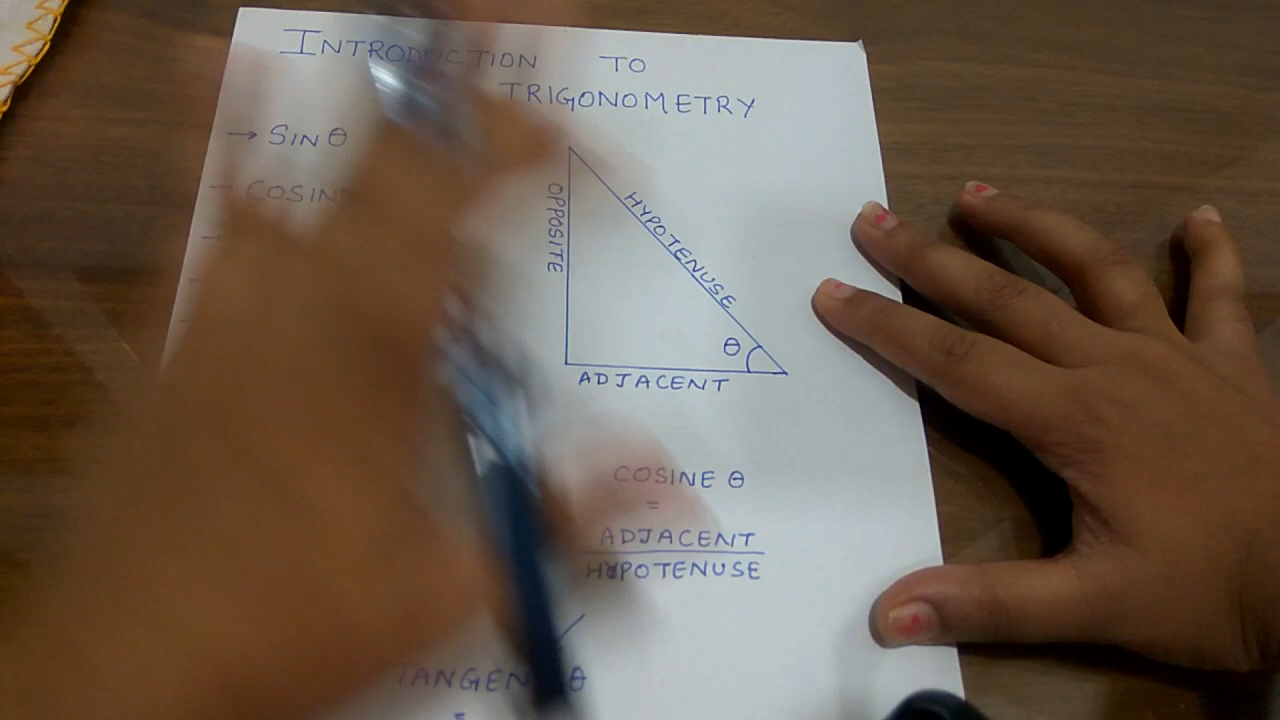 INTRODUCTION TO
TRIGONOMETRY
→ SIN θ
OPPOSITE
HYPOTENUSE
θ
ADJACENT
COSINE θ
=
ADJACENT
HYPOTENUSE
θ
=